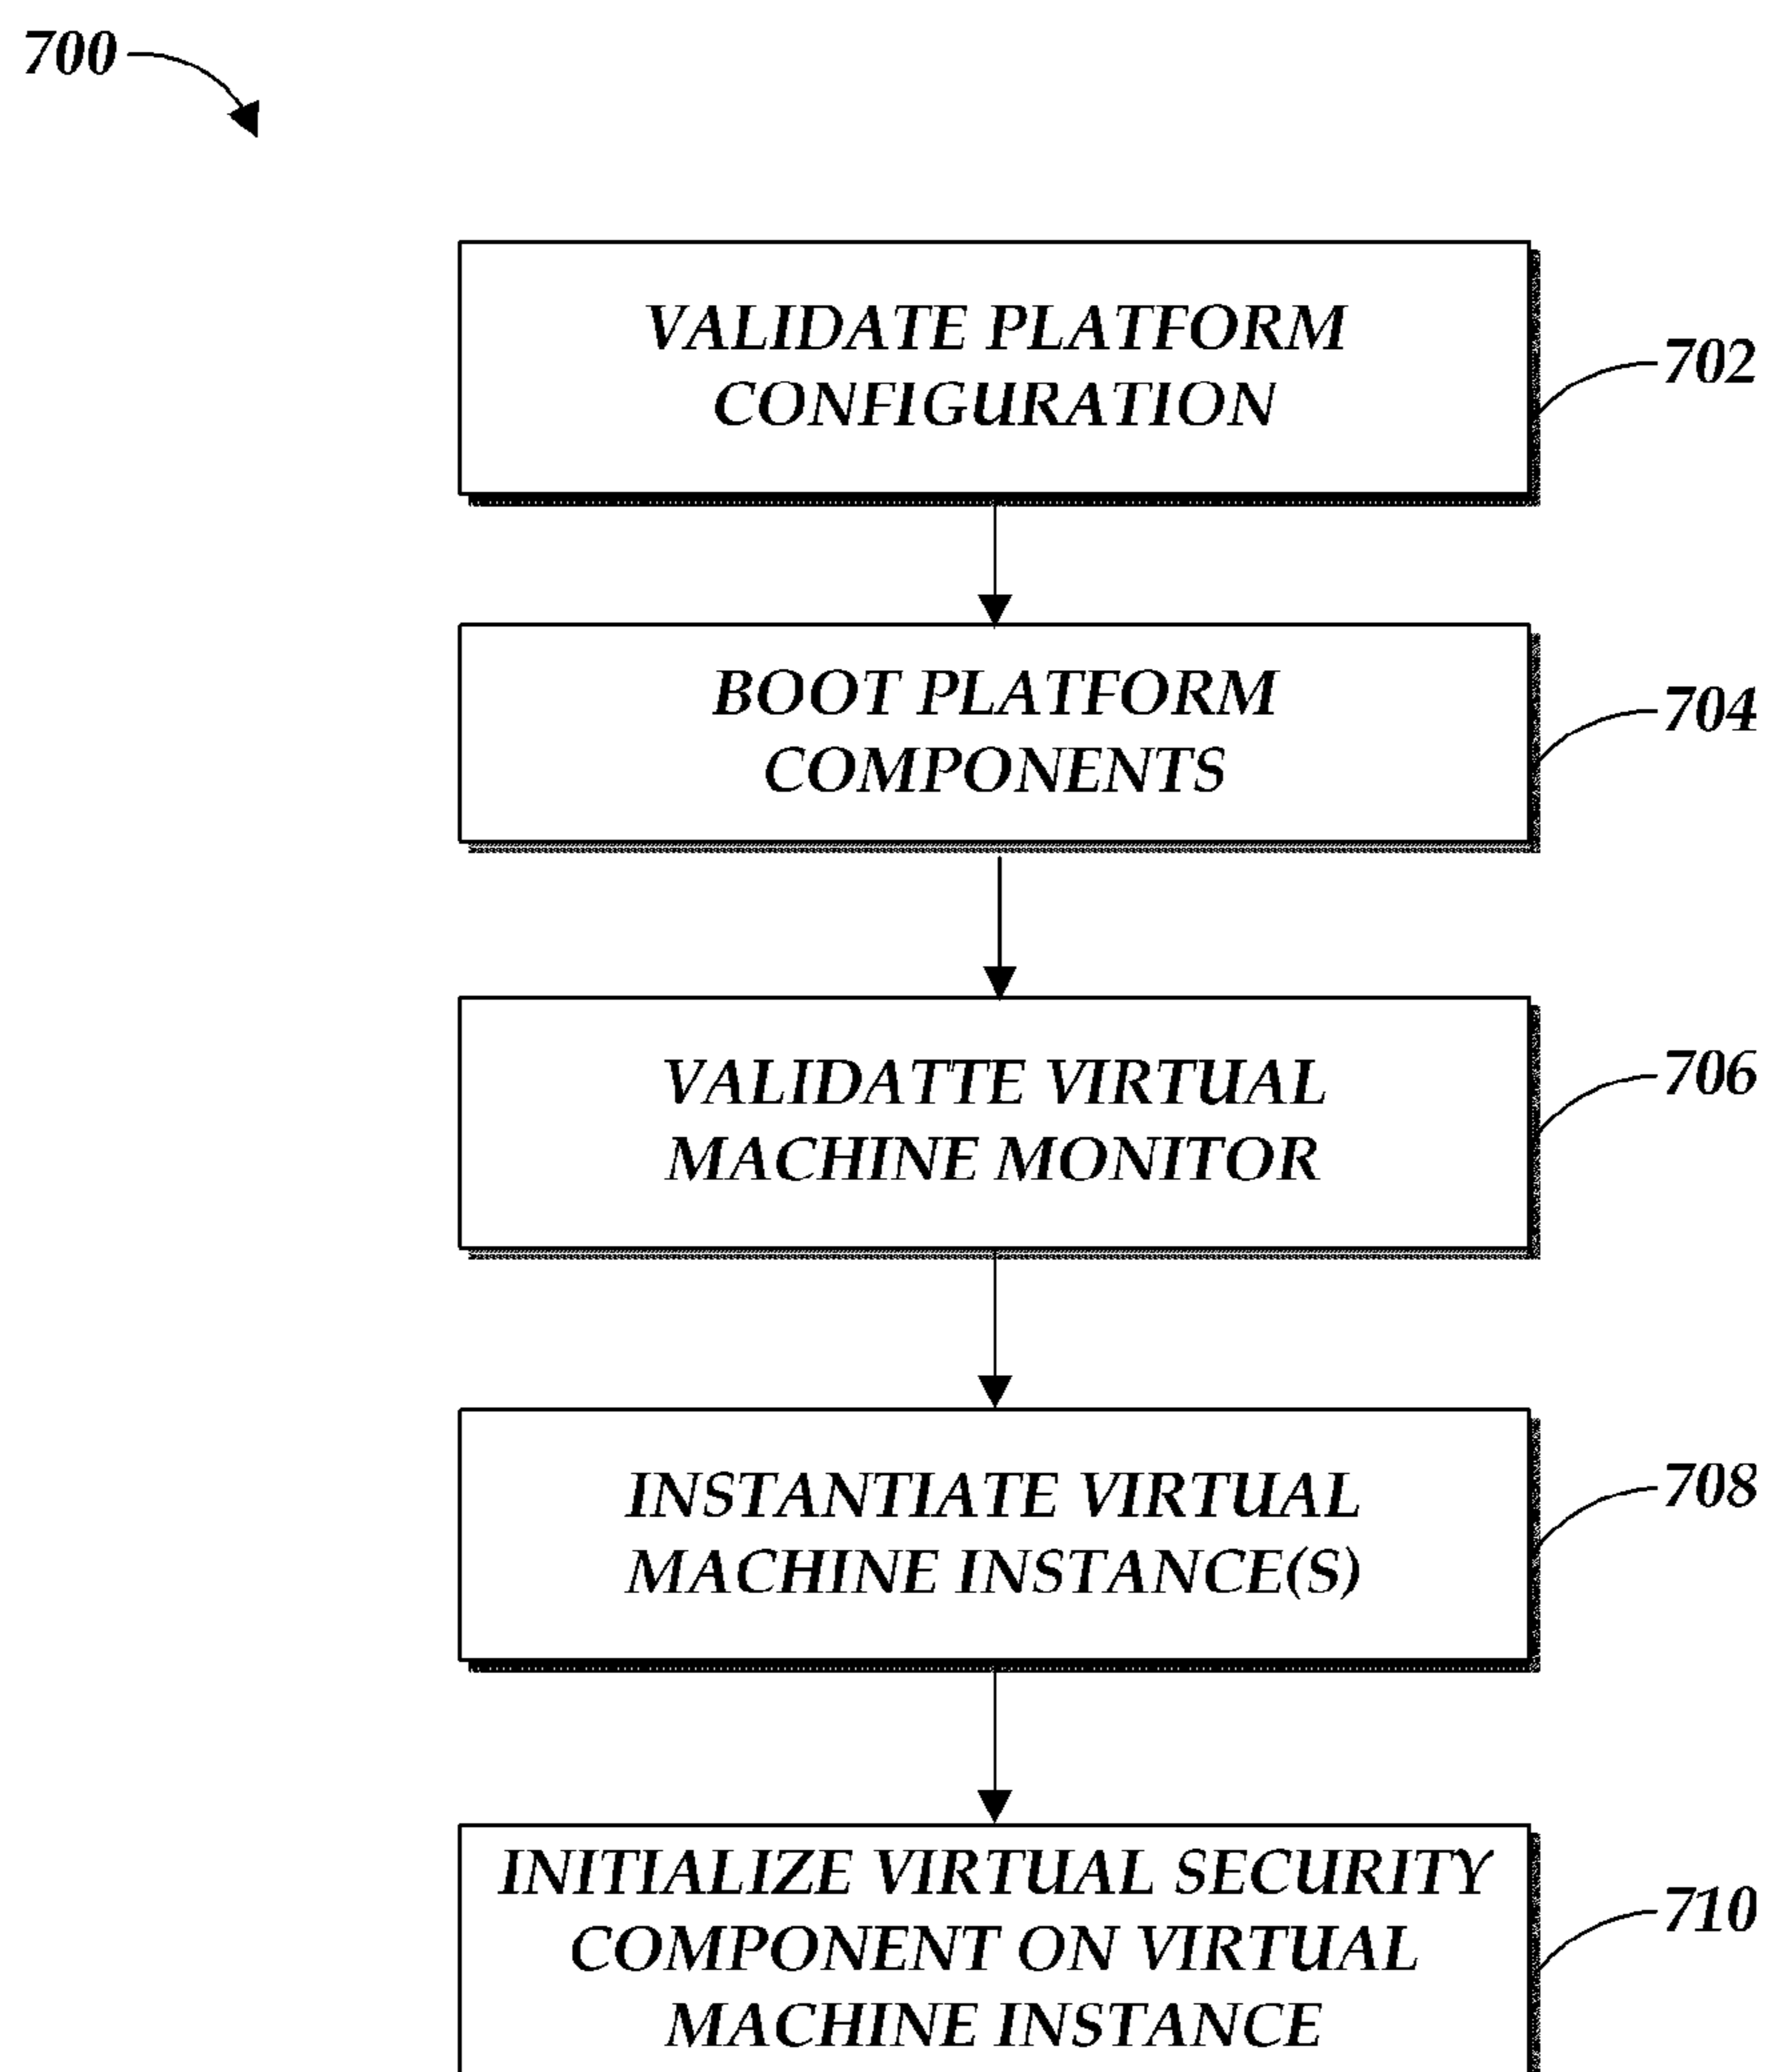 700
VALIDATE PLATFORM
CONFIGURATION
702
BOOT PLATFORM
COMPONENTS
704
VALIDATTE VIRTUAL
MACHINE MONITOR
706
INSTANTIATE VIRTUAL
MACHINE INSTANCE(S)
708
INITIALIZE VIRTUAL SECURITY
COMPONENT ON VIRTUAL
MACHINE INSTANCE
710